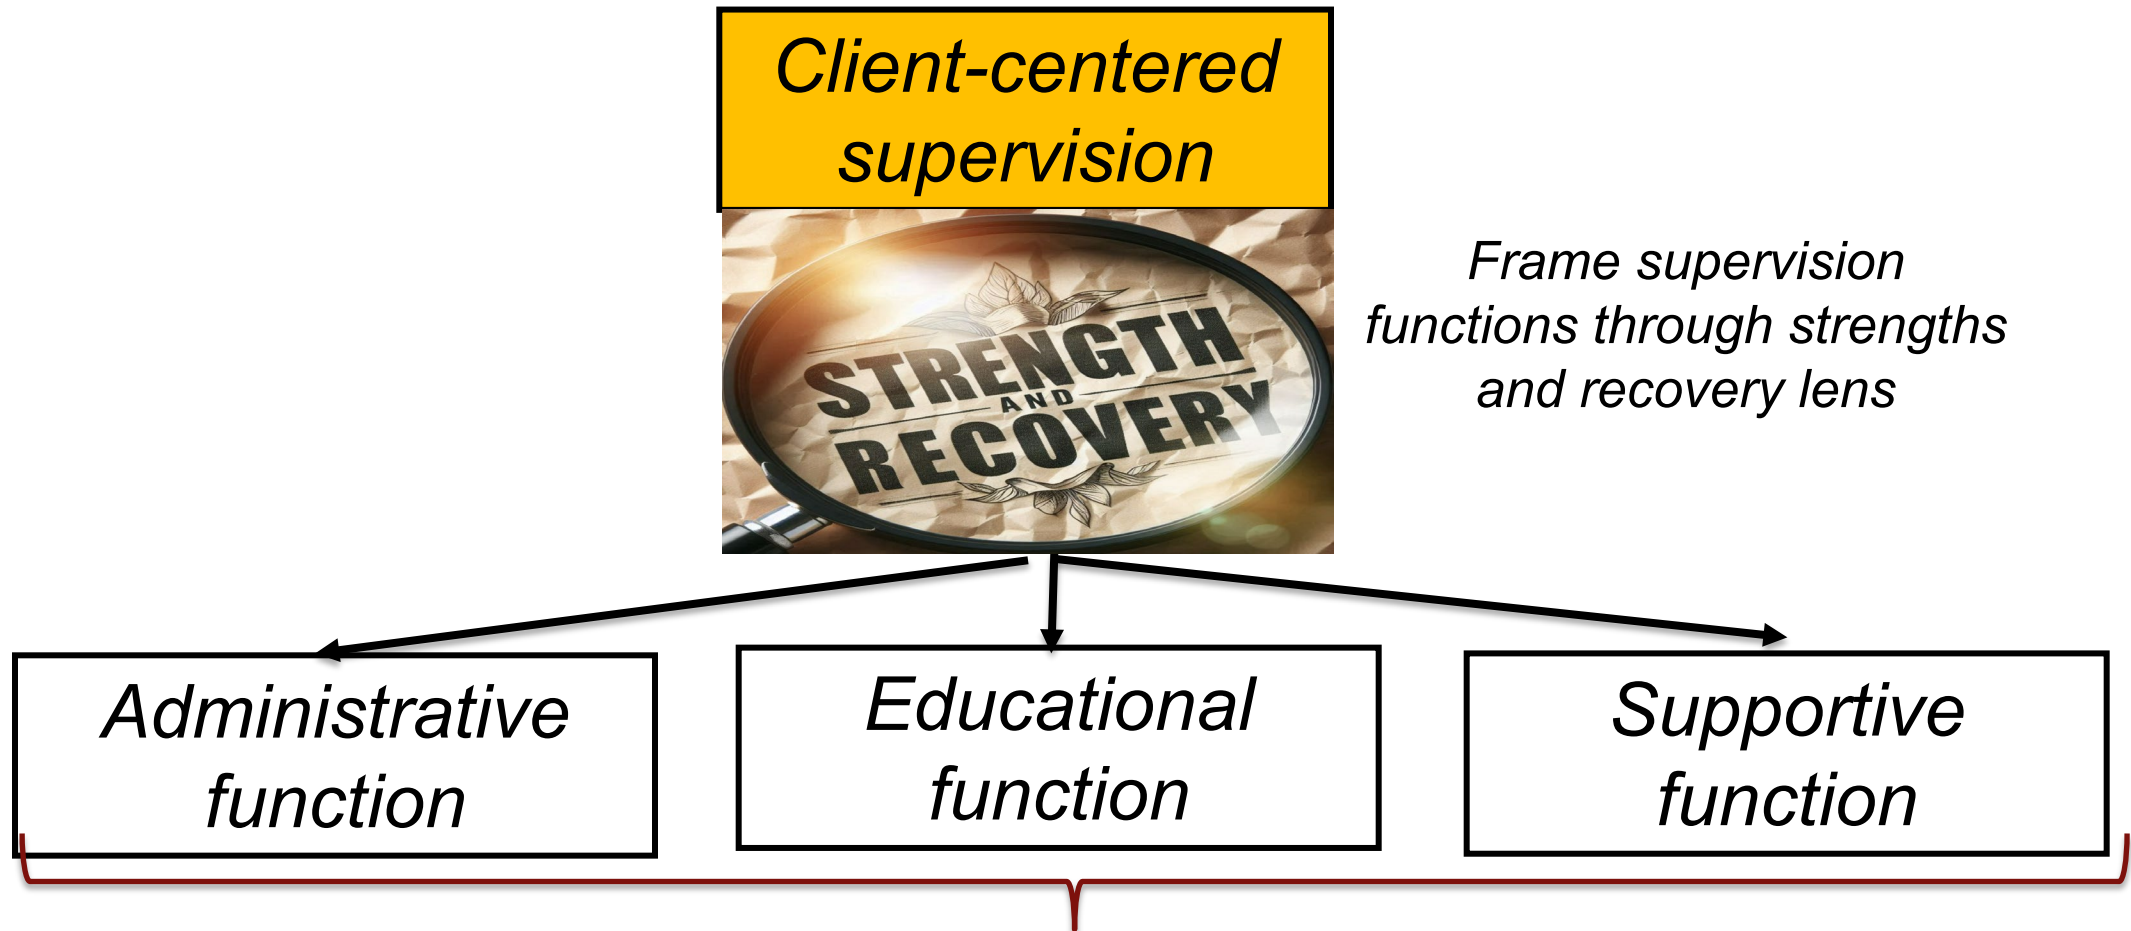 Client-centered
supervision
STRENGTH
AND
RECOVERY
Frame supervision
functions through strengths
and recovery lens
Administrative
function
Educational
function
Supportive
function